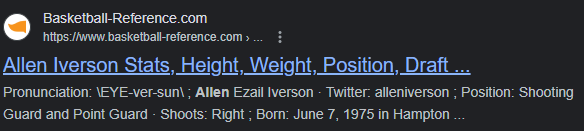 Basketball-Reference.com
https://www.basketball-reference.com › ...
Allen Iverson Stats, Height, Weight, Position, Draft ...
Pronunciation: \EYE-ver-sun\ ; Allen Ezail Iverson · Twitter: alleniverson ; Position: Shooting
Guard and Point Guard · Shoots: Right ; Born: June 7, 1975 in Hampton ...